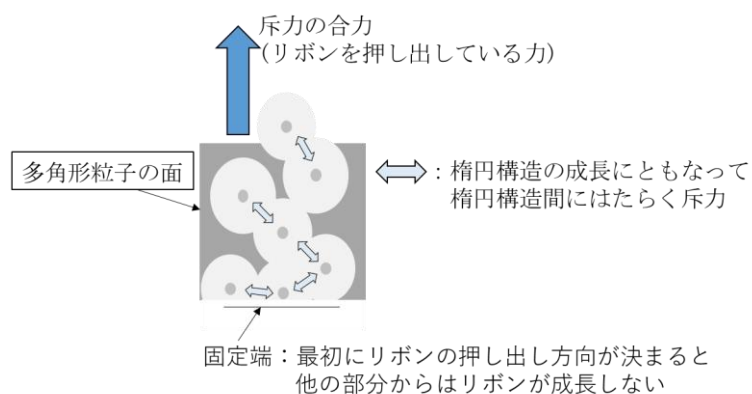 斥力の合力
(リボンを押し出している力)
多角形粒子の面
：楕円構造の成長にともなって
楕円構造間にはたらく斥力
固定端：最初にリボンの押し出し方向が決まると
他の部分からはリボンが成長しない